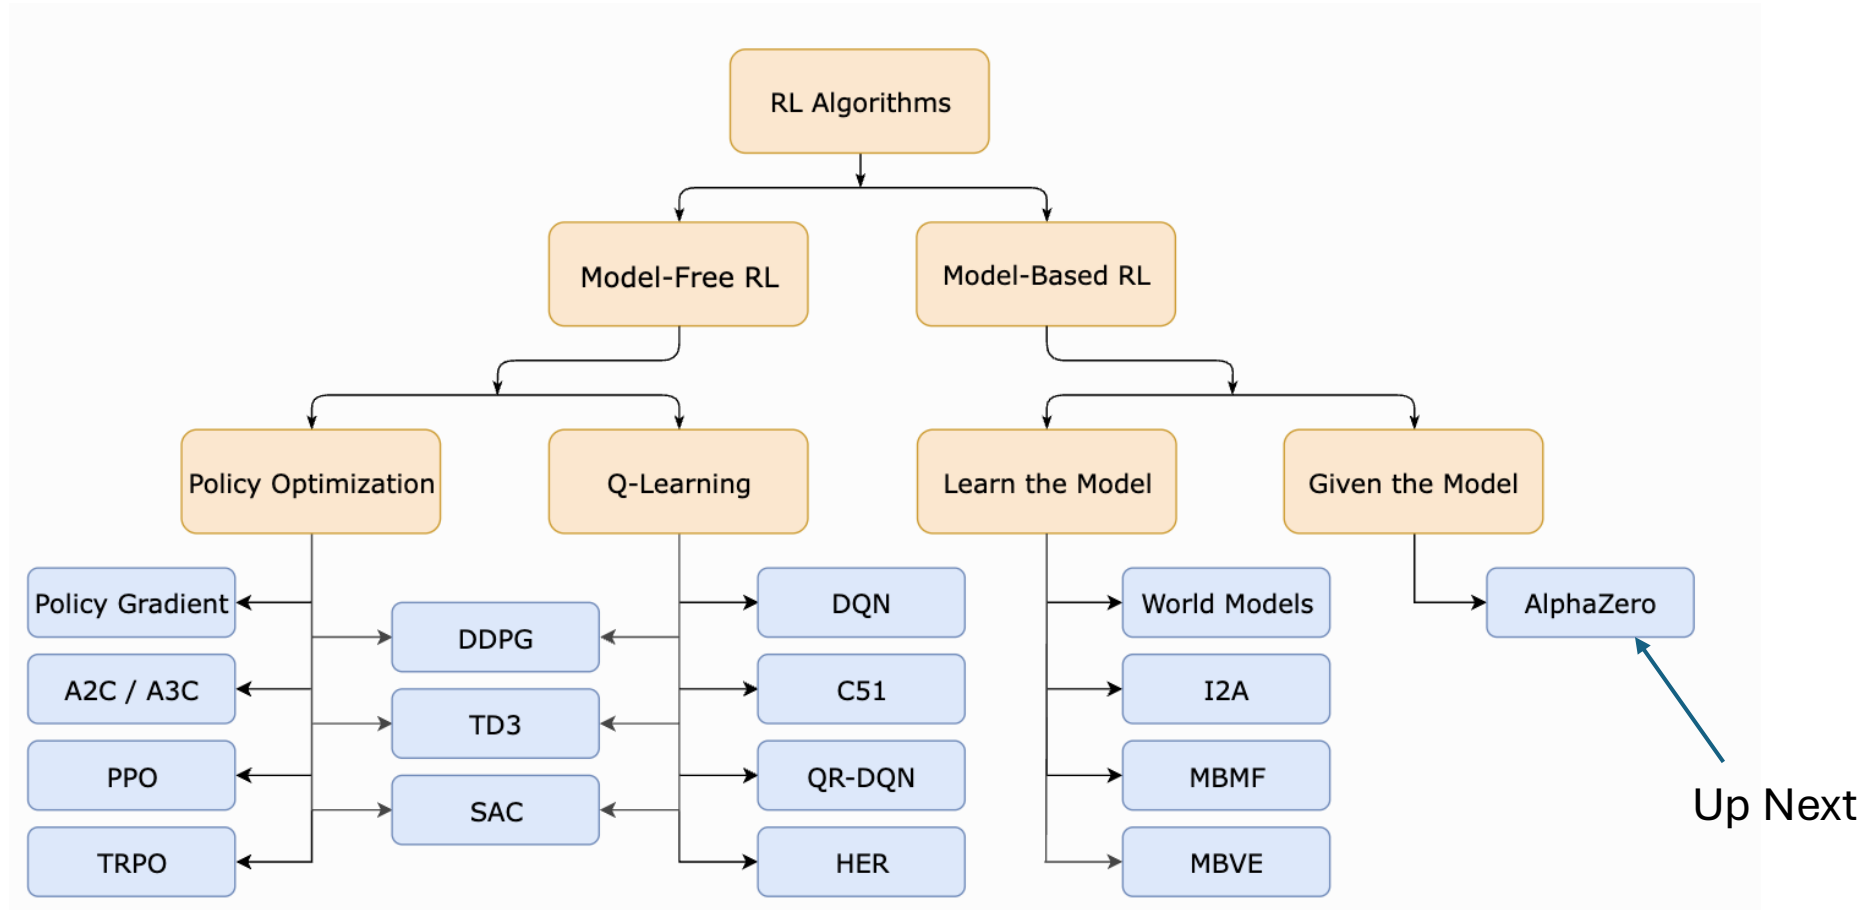 RL Algorithms
Model-Free RL
Model-Based RL
Policy Optimization
Q-Learning
Learn the Model
Given the Model
Policy Gradient
DDPG
DQN
World Models
AlphaZero
A2C / A3C
TD3
C51
I2A
PPO
SAC
QR-DQN
MBMF
Up Next
TRPO
HER
MBVE